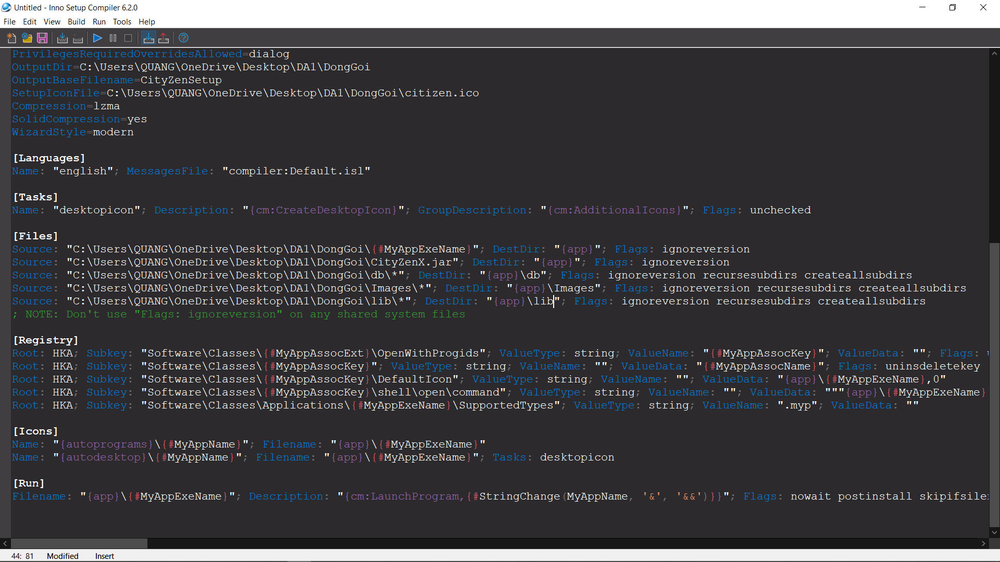 Untitled - Inno Setup Compiler 6.2.0
File Edit View Build Run Tools Help
PrivilegesRequiredOverridesAllowed=dialog
OutputDir=C:\Users\QUANG\OneDrive\Desktop\DA1\DongGoi
OutputBaseFilename=CityZenSetup
SetupIconFile=C:\Users\QUANG\OneDrive\Desktop\DA1\DongGoi\citizen.ico
Compression=lzma
SolidCompression=yes
WizardStyle=modern
[Languages]
Name: "english"; MessagesFile: "compiler:Default.isl"
[Tasks]
Name: "desktopicon"; Description: "{cm:CreateDesktopIcon}"; GroupDescription: "{cm:AdditionalIcons}"; Flags: unchecked
[Files]
Source: "C:\Users\QUANG\OneDrive\Desktop\DA1\DongGoi\{#MyAppExeName}"; DestDir: "{app}"; Flags: ignoreversion
Source: "C:\Users\QUANG\OneDrive\Desktop\DA1\DongGoi\CityZenX.jar"; DestDir: "{app}"; Flags: ignoreversion
Source: "C:\Users\QUANG\OneDrive\Desktop\DA1\DongGoi\db\*"; DestDir: "{app}\db"; Flags: ignoreversion recursesubdirs createallsubdirs
Source: "C:\Users\QUANG\OneDrive\Desktop\DA1\DongGoi\Images\*"; DestDir: "{app}\Images"; Flags: ignoreversion recursesubdirs createallsubdirs
Source: "C:\Users\QUANG\OneDrive\Desktop\DA1\DongGoi\lib\*"; DestDir: "{app}\lib"; Flags: ignoreversion recursesubdirs createallsubdirs
; NOTE: Don't use "Flags: ignoreversion" on any shared system files
[Registry]
Root: HKA; Subkey: "Software\Classes\{#MyAppAssocExt}\OpenWithProgids"; ValueType: string; ValueName: "{#MyAppAssocKey}"; ValueData: ""; Flags:
Root: HKA; Subkey: "Software\Classes\{#MyAppAssocKey}"; ValueType: string; ValueName: ""; ValueData: "{#MyAppAssocName}"; Flags: uninsdeletekey
Root: HKA; Subkey: "Software\Classes\{#MyAppAssocKey}\DefaultIcon"; ValueType: string; ValueName: ""; ValueData: "{app}\{#MyAppExeName},0"
Root: HKA; Subkey: "Software\Classes\{#MyAppAssocKey}\shell\open\command"; ValueType: string; ValueName: ""; ValueData: """{app}\{#MyAppExeName}
Root: HKA; Subkey: "Software\Classes\Applications\{#MyAppExeName}\SupportedTypes"; ValueType: string; ValueName: ".myp"; ValueData: ""
[Icons]
Name: "{autoprograms}\{#MyAppName}"; Filename: "{app}\{#MyAppExeName}"
Name: "{autodesktop}\{#MyAppName}"; Filename: "{app}\{#MyAppExeName}"; Tasks: desktopicon
[Run]
Filename: "{app}\{#MyAppExeName}"; Description: "{cm:LaunchProgram,{#StringChange(MyAppName, '&', '&&')}}"; Flags: nowait postinstall skipifsile
44: 81 Modified Insert